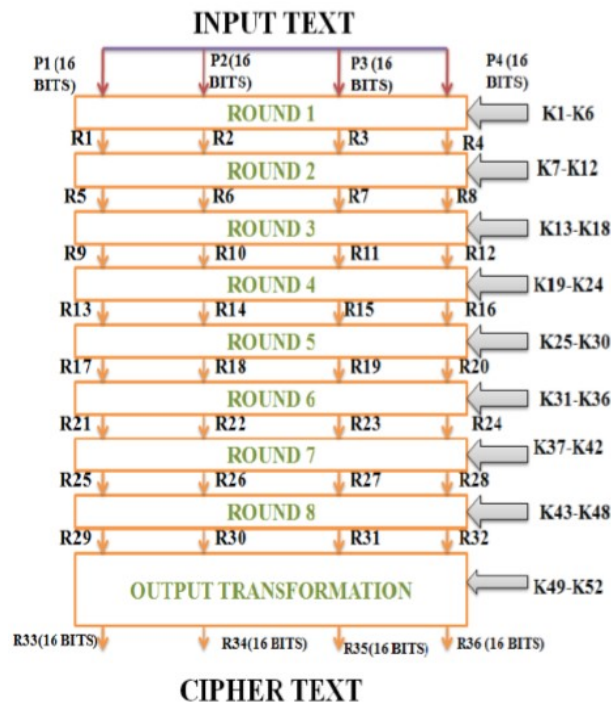 INPUT TEXT
P1 (16 BITS)
P2(16 BITS)
P3 (16 BITS)
P4 (16 BITS)
ROUND 1
K1-K6
R1 R2 R3 R4
ROUND 2
K7-K12
R5 R6 R7 R8
ROUND 3
K13-K18
R9 R10 R11 R12
ROUND 4
K19-K24
R13 R14 R15 R16
ROUND 5
K25-K30
R17 R18 R19 R20
ROUND 6
K31-K36
R21 R22 R23 R24
ROUND 7
K37-K42
R25 R26 R27 R28
ROUND 8
K43-K48
R29 R30 R31 R32
OUTPUT TRANSFORMATION
K49-K52
R33(16 BITS) R34(16 BITS) R35(16 BITS) R36 (16 BITS)
CIPHER TEXT